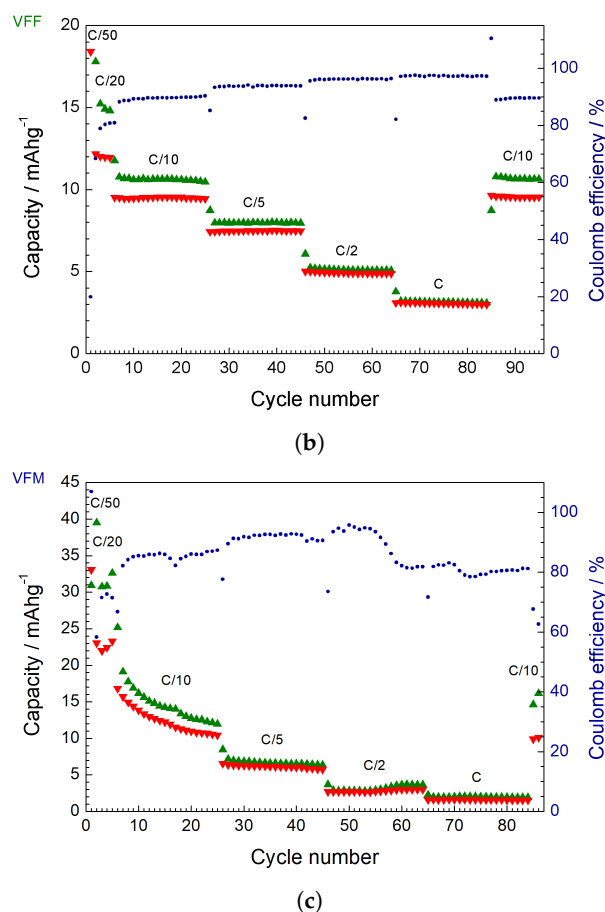 VFF
20
15
10
5
0
Capacity / mAhg⁻¹
C/50
C/20
C/10
C/5
C/2
C
C/10
100
80
60
40
20
0
Coulomb efficiency / %
0 10 20 30 40 50 60 70 80 90
Cycle number
(b)
VFM
45
40
35
30
25
20
15
10
5
0
Capacity / mAhg⁻¹
C/50
C/20
C/10
C/5
C/2
C
C/10
100
80
60
40
20
0
Coulomb efficiency / %
0 10 20 30 40 50 60 70 80
Cycle number
(c)